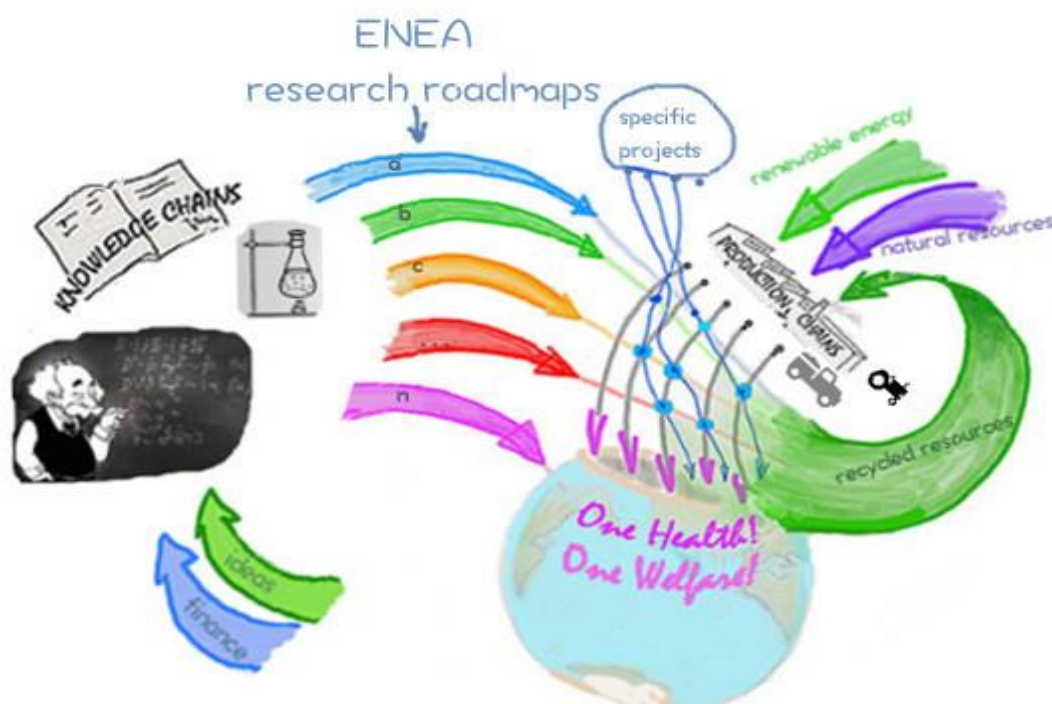 ENEA
research roadmaps
specific
projects
renewable energy
natural resources
KNOWLEDGE CHAINS
PRODUCTION CHAINS
a
b
c
...
n
recycled resources
One Health!
One Welfare!
ideas
finance